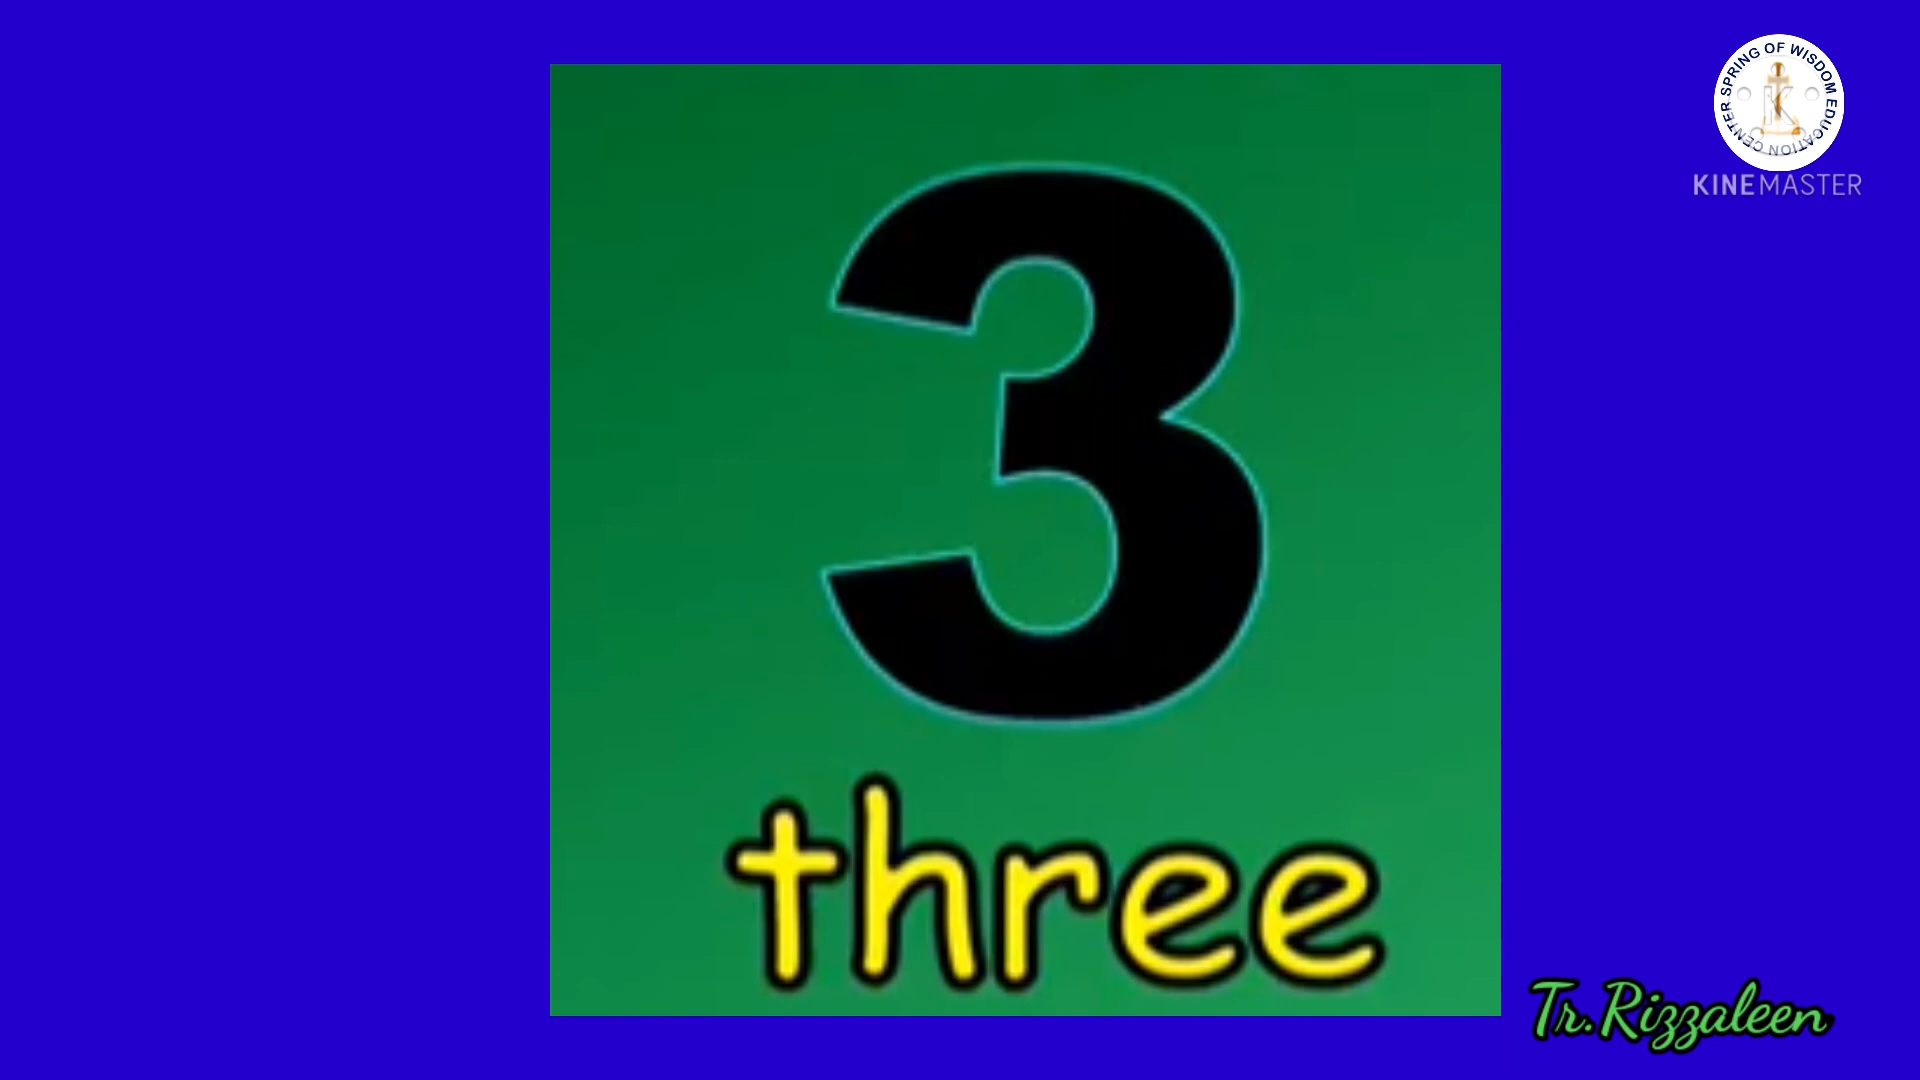 SPRING OF WISDOM EDUCATION CENTER
K
KINEMASTER
3
three
Tr.Rizzaleen